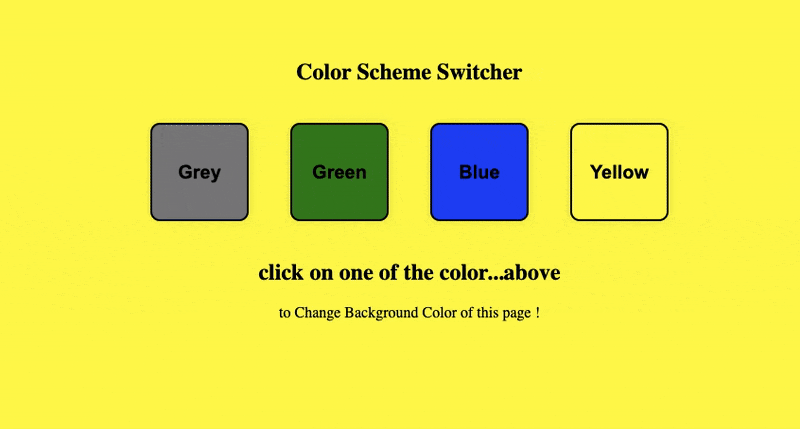 Color Scheme Switcher
Grey Green Blue Yellow
click on one of the color...above
to Change Background Color of this page !